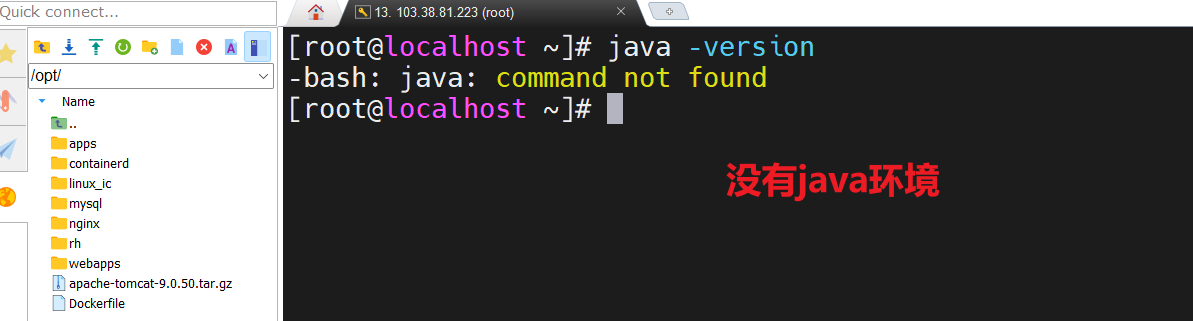 Quick connect...
13. 103.38.81.223 (root)
/opt/
Name
..
apps
containerd
linux_ic
mysql
nginx
rh
webapps
apache-tomcat-9.0.50.tar.gz
Dockerfile
[root@localhost ~]# java -version
-bash: java: command not found
[root@localhost ~]#
没有java环境